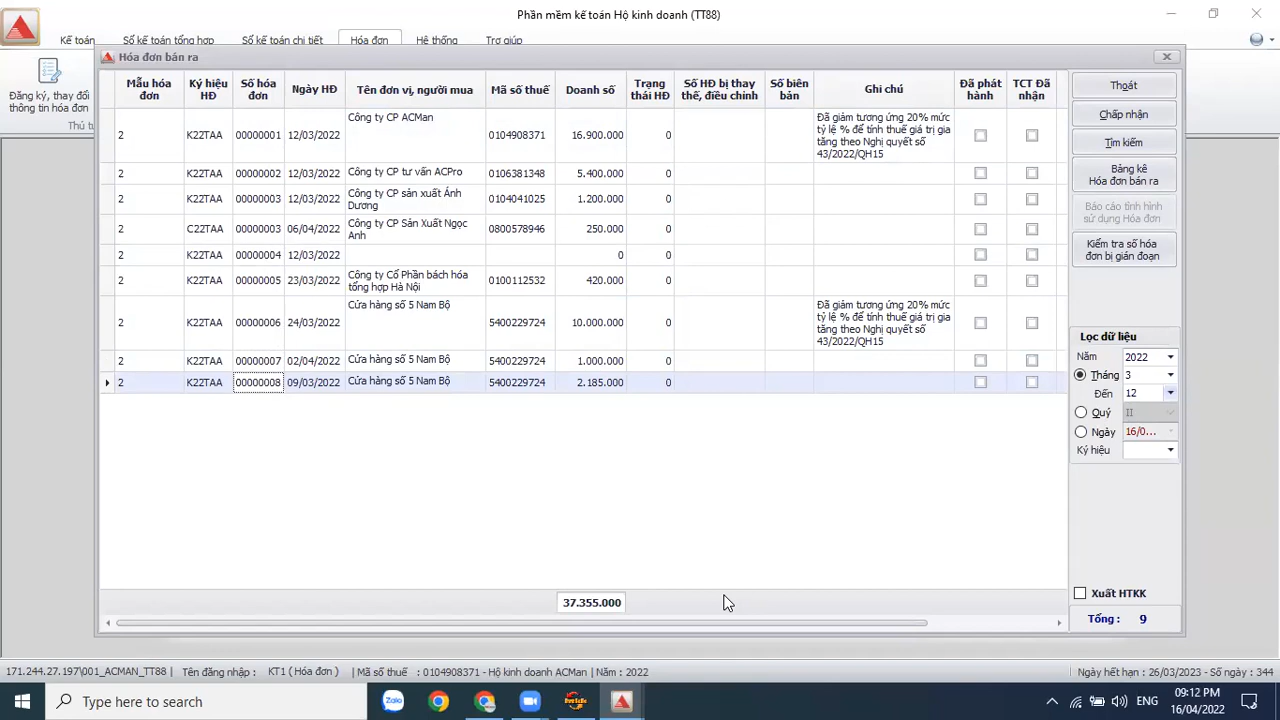 Phần mềm kế toán Hộ kinh doanh (TT88)
Kế toán Sổ kế toán tổng hợp Sổ kế toán chi tiết Hóa đơn Hệ thống Trợ giúp
Đăng ký, thay đổi
thông tin hóa đơn
Thủ tu
Hóa đơn bán ra
Mẫu hóa đơn Ký hiệu HĐ Số hóa đơn Ngày HĐ Tên đơn vị, người mua Mã số thuế Doanh số Trạng thái HĐ Số HĐ bị thay thế, điều chỉnh Số biên bản Ghi chú Đã phát hành TCT Đã nhận
2 K22TAA 00000001 12/03/2022 Công ty CP ACMan 0104908371 16.900.000 0 Đã giảm tương ứng 20% mức
tỷ lệ % để tính thuế giá trị gia
tăng theo Nghị quyết số
43/2022/QH15
2 K22TAA 00000002 12/03/2022 Công ty CP tư vấn ACPro 0106381348 5.400.000 0
2 K22TAA 00000003 12/03/2022 Công ty CP sản xuất Ánh
Dương 0104041025 1.200.000 0
2 C22TAA 00000003 06/04/2022 Công ty CP Sản Xuất Ngọc
Anh 0800578946 250.000 0
2 K22TAA 00000004 12/03/2022 0 0
2 K22TAA 00000005 23/03/2022 Công ty Cổ Phần bách hóa
tổng hợp Hà Nội 0100112532 420.000 0
2 K22TAA 00000006 24/03/2022 Cửa hàng số 5 Nam Bộ 5400229724 10.000.000 0 Đã giảm tương ứng 20% mức
tỷ lệ % để tính thuế giá trị gia
tăng theo Nghị quyết số
43/2022/QH15
2 K22TAA 00000007 02/04/2022 Cửa hàng số 5 Nam Bộ 5400229724 1.000.000 0
2 K22TAA 00000008 09/03/2022 Cửa hàng số 5 Nam Bộ 5400229724 2.185.000 0
37.355.000
Thoát
Chấp nhận
Tìm kiếm
Bảng kê
Hóa đơn bán ra
Báo cáo tình hình
sử dụng Hóa đơn
Kiểm tra số hóa
đơn bị gián đoạn
Lọc dữ liệu
Năm 2022
Tháng 3
Đến 12
Quý II
Ngày 16/0...
Ký hiệu
Xuất HTKK
Tổng : 9
171.244.27.197\001_ACMAN_TT88 Tên đăng nhập : KT1 ( Hóa đơn ) Mã số thuế : 0104908371 - Hộ kinh doanh ACMan Năm : 2022 Ngày hết hạn : 26/03/2023 - Số ngày : 344
Type here to search
Zalo
ENG
09:12 PM
16/04/2022